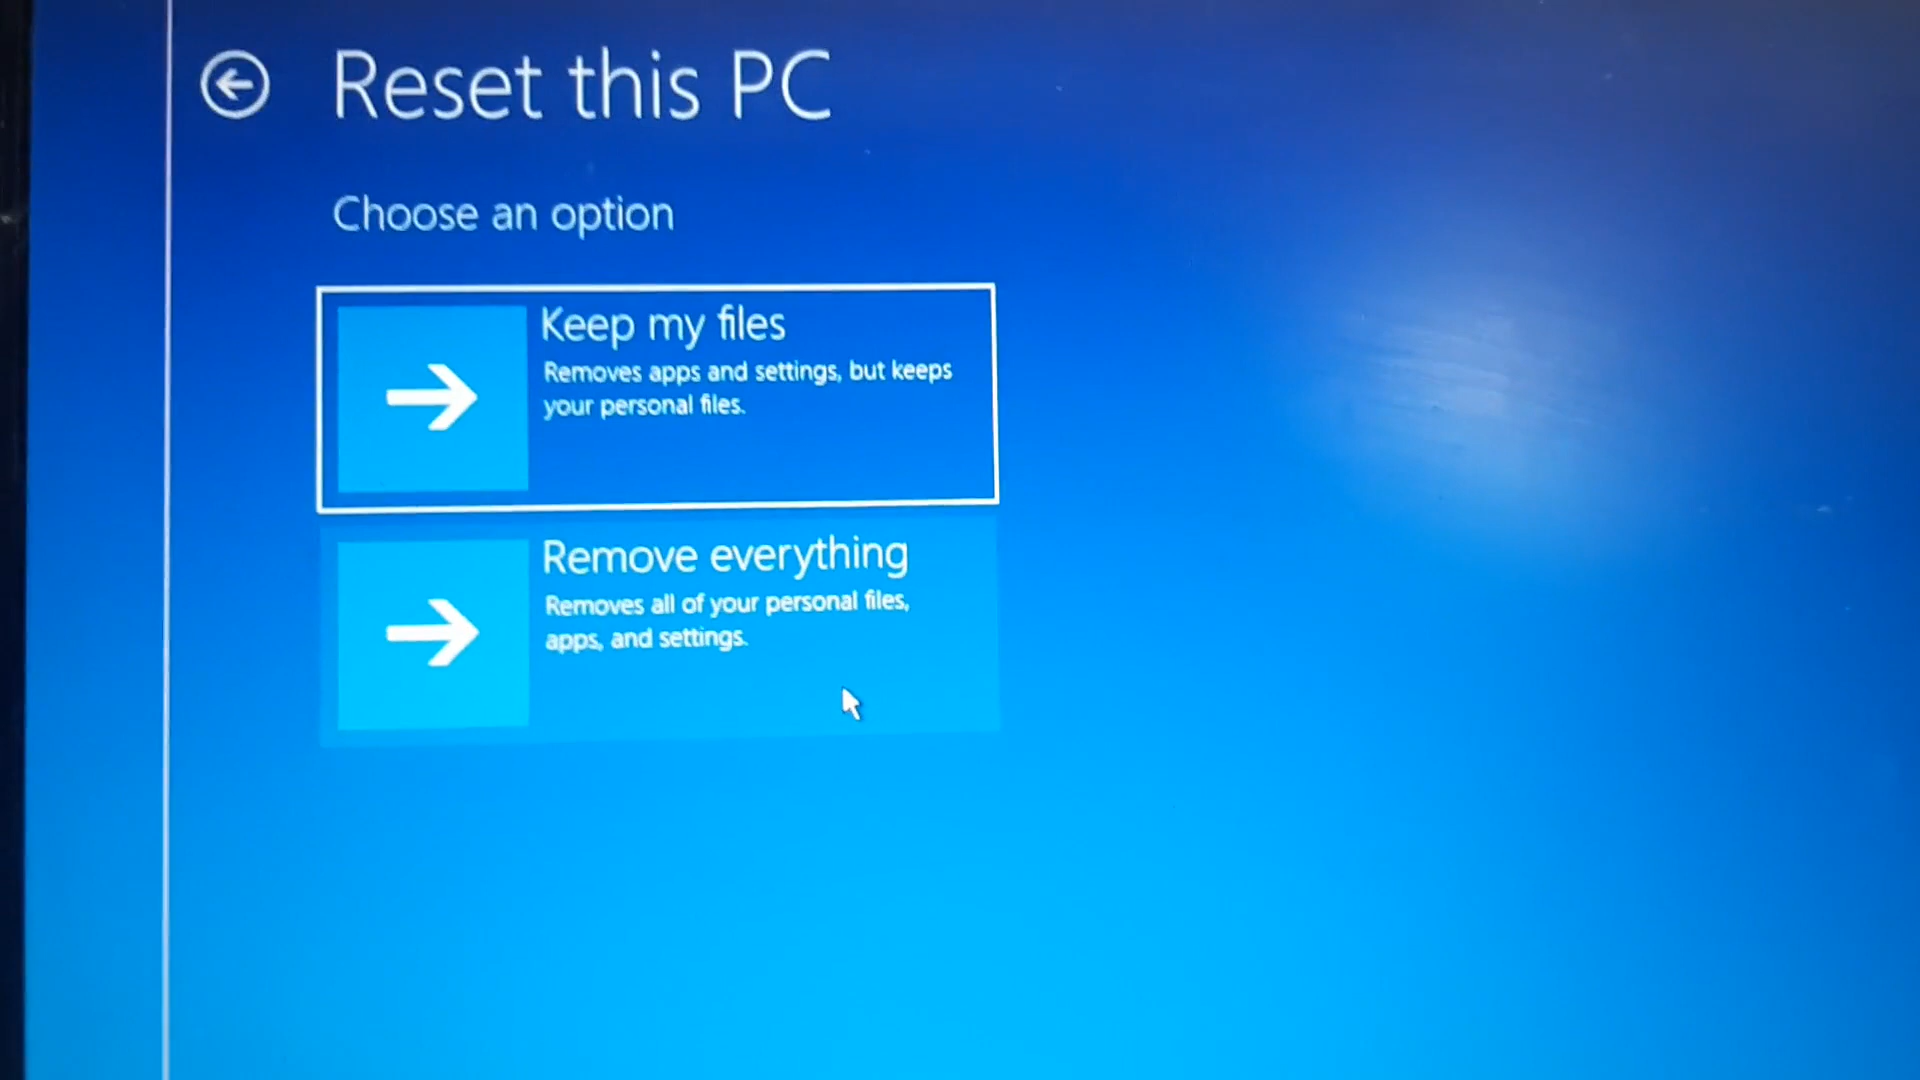 Reset this PC
Choose an option
Keep my files
Removes apps and settings, but keeps
your personal files.
Remove everything
Removes all of your personal files,
apps, and settings.